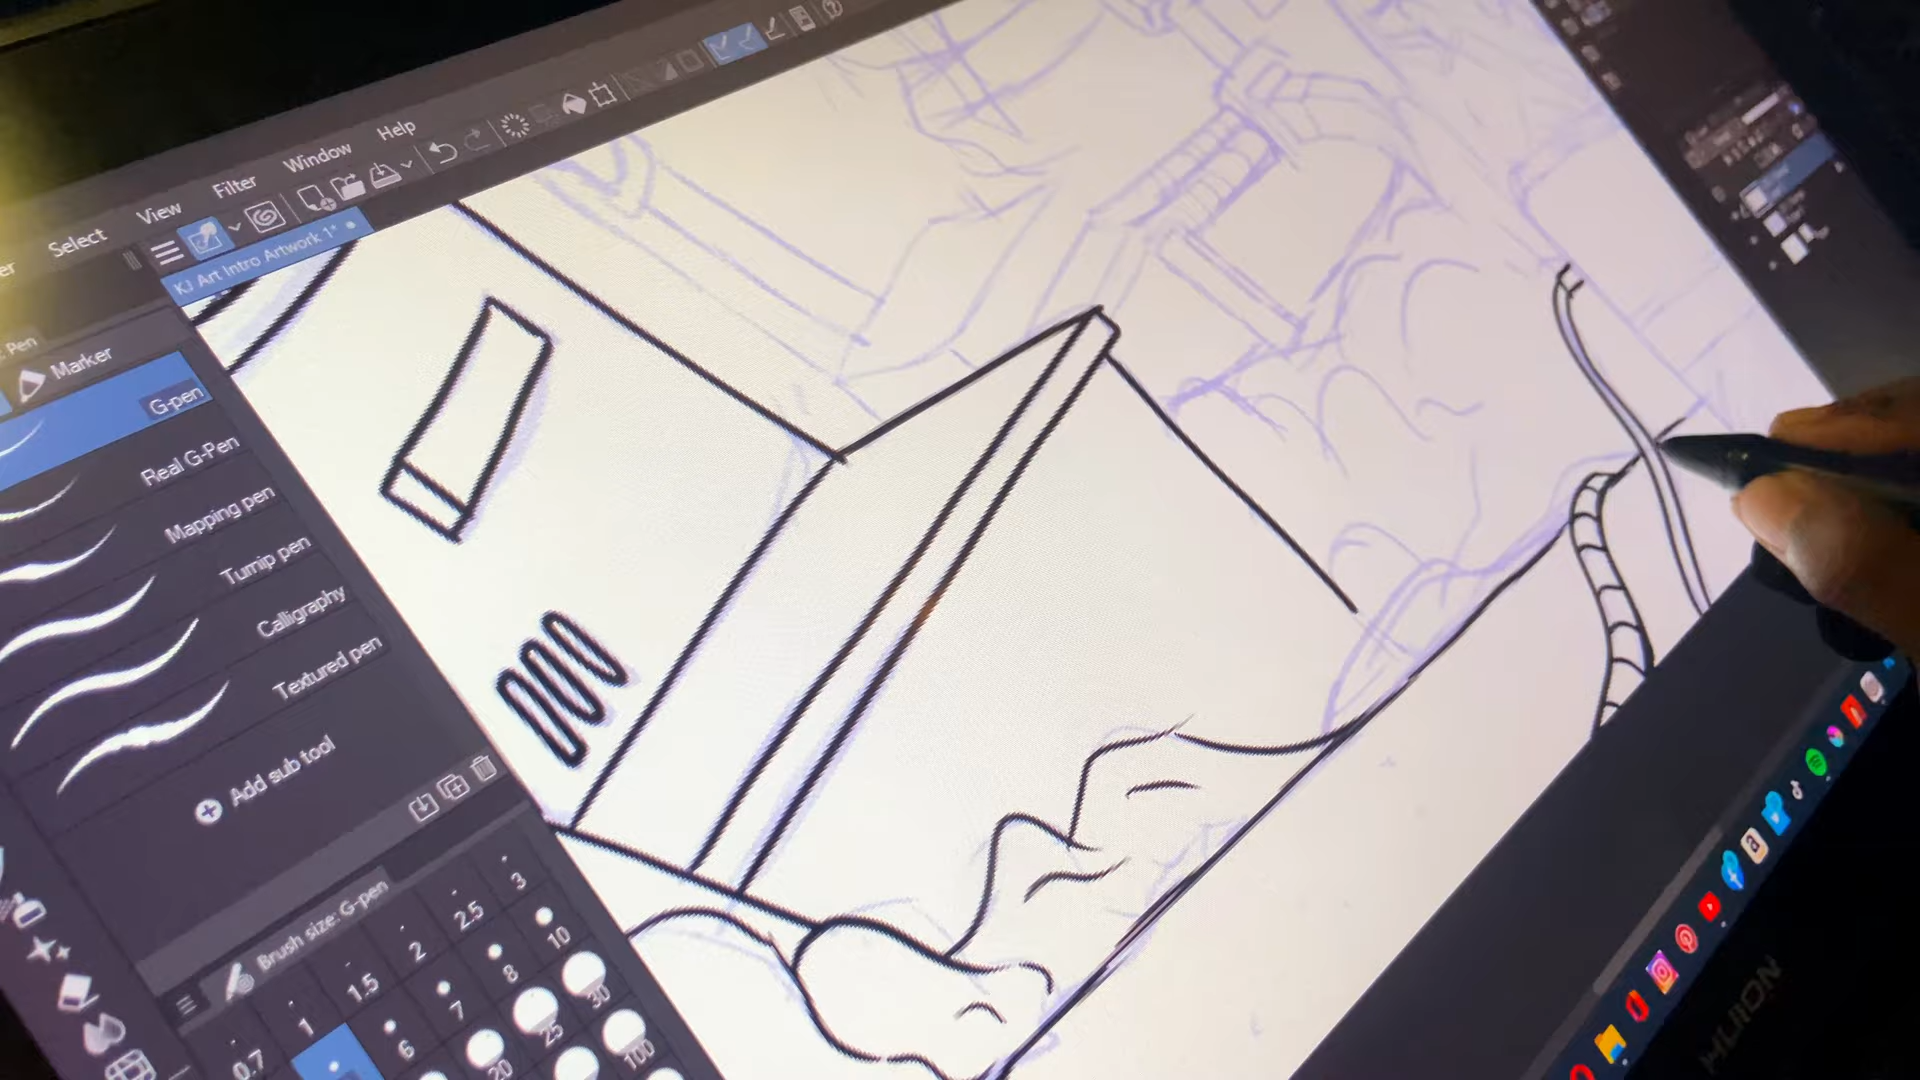 Select View Filter Window Help
KJ Art Intro Artwork 1*
Pen
Marker
G-pen
Real G-Pen
Mapping pen
Turnip pen
Calligraphy
Textured pen
Add sub tool
Brush size: G-pen
0.7 1 1.5 2 2.5 3
6 7 8 10
20 25 30
100
HUION